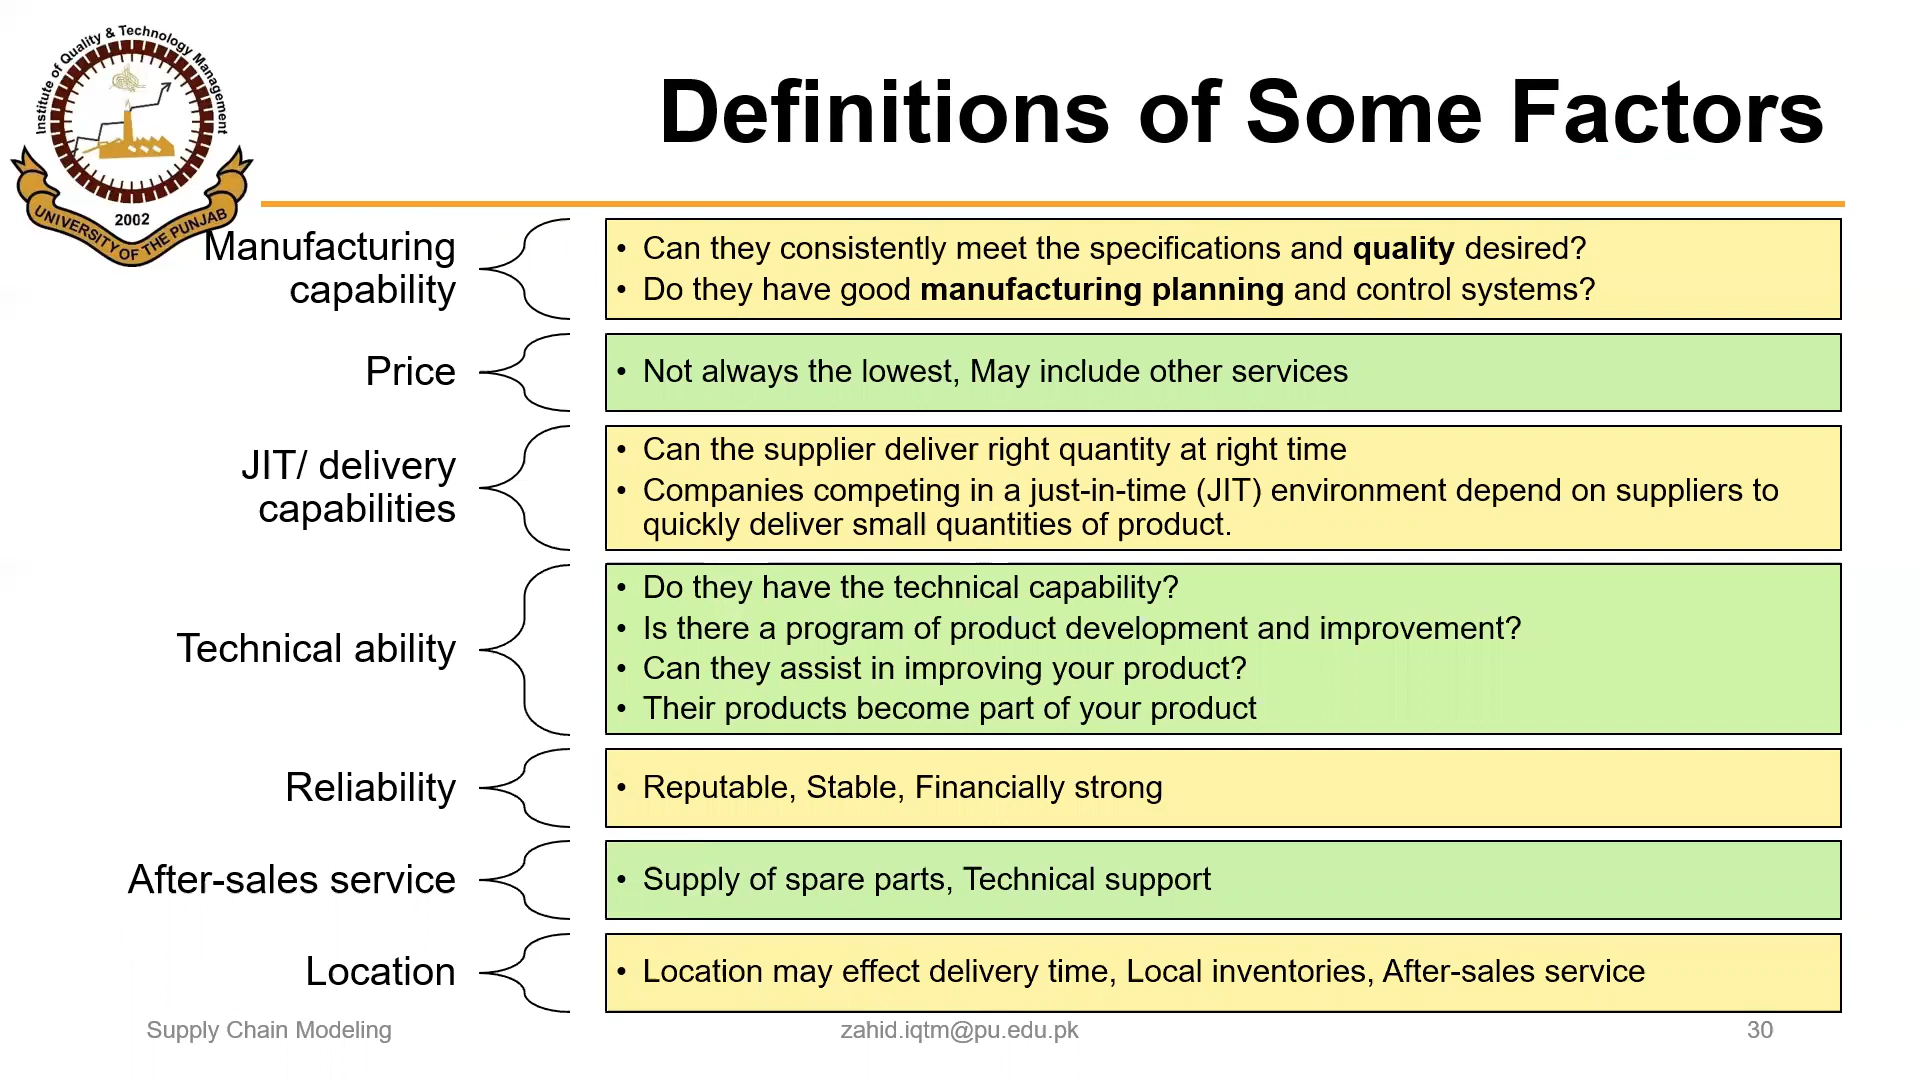 Institute of Quality & Technology Management
2002
UNIVERSITY OF THE PUNJAB
Definitions of Some Factors
Manufacturing
capability
• Can they consistently meet the specifications and quality desired?
• Do they have good manufacturing planning and control systems?
Price
• Not always the lowest, May include other services
JIT/ delivery
capabilities
• Can the supplier deliver right quantity at right time
• Companies competing in a just-in-time (JIT) environment depend on suppliers to
quickly deliver small quantities of product.
Technical ability
• Do they have the technical capability?
• Is there a program of product development and improvement?
• Can they assist in improving your product?
• Their products become part of your product
Reliability
• Reputable, Stable, Financially strong
After-sales service
• Supply of spare parts, Technical support
Location
• Location may effect delivery time, Local inventories, After-sales service
Supply Chain Modeling
zahid.iqtm@pu.edu.pk
30